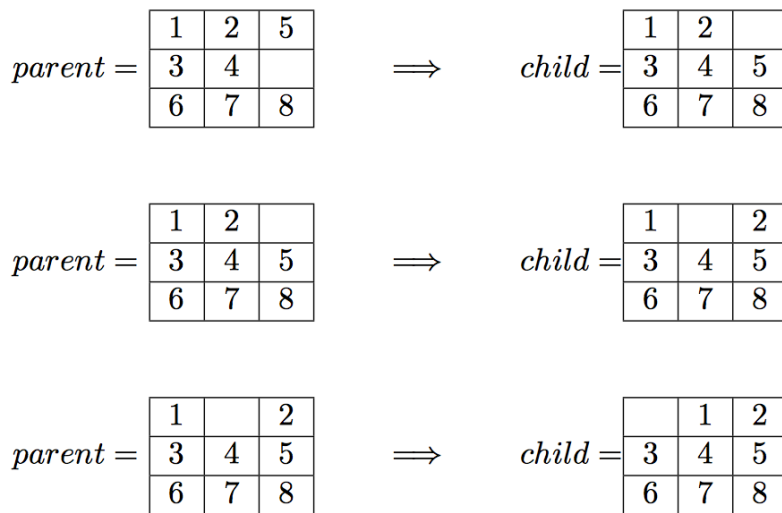 1 2 5 1 2
parent = 3 4 ⟹ child = 3 4 5
6 7 8 6 7 8
1 2 1 2
parent = 3 4 5 ⟹ child = 3 4 5
6 7 8 6 7 8
1 2 1 2
parent = 3 4 5 ⟹ child = 3 4 5
6 7 8 6 7 8